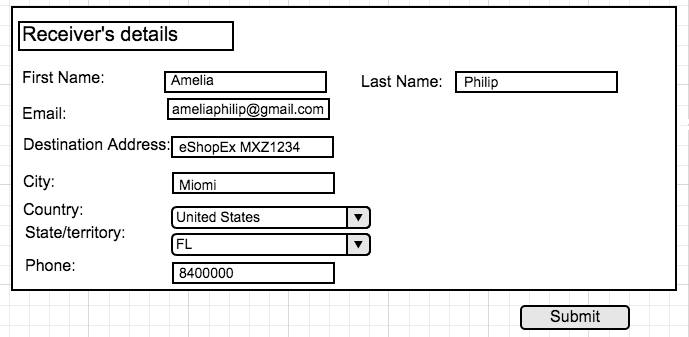 Receiver's details
First Name: Amelia Last Name: Philip
Email: ameliaphilip@gmail.com
Destination Address: eShopEx MXZ1234
City: Miomi
Country: United States
State/territory: FL
Phone: 8400000
Submit